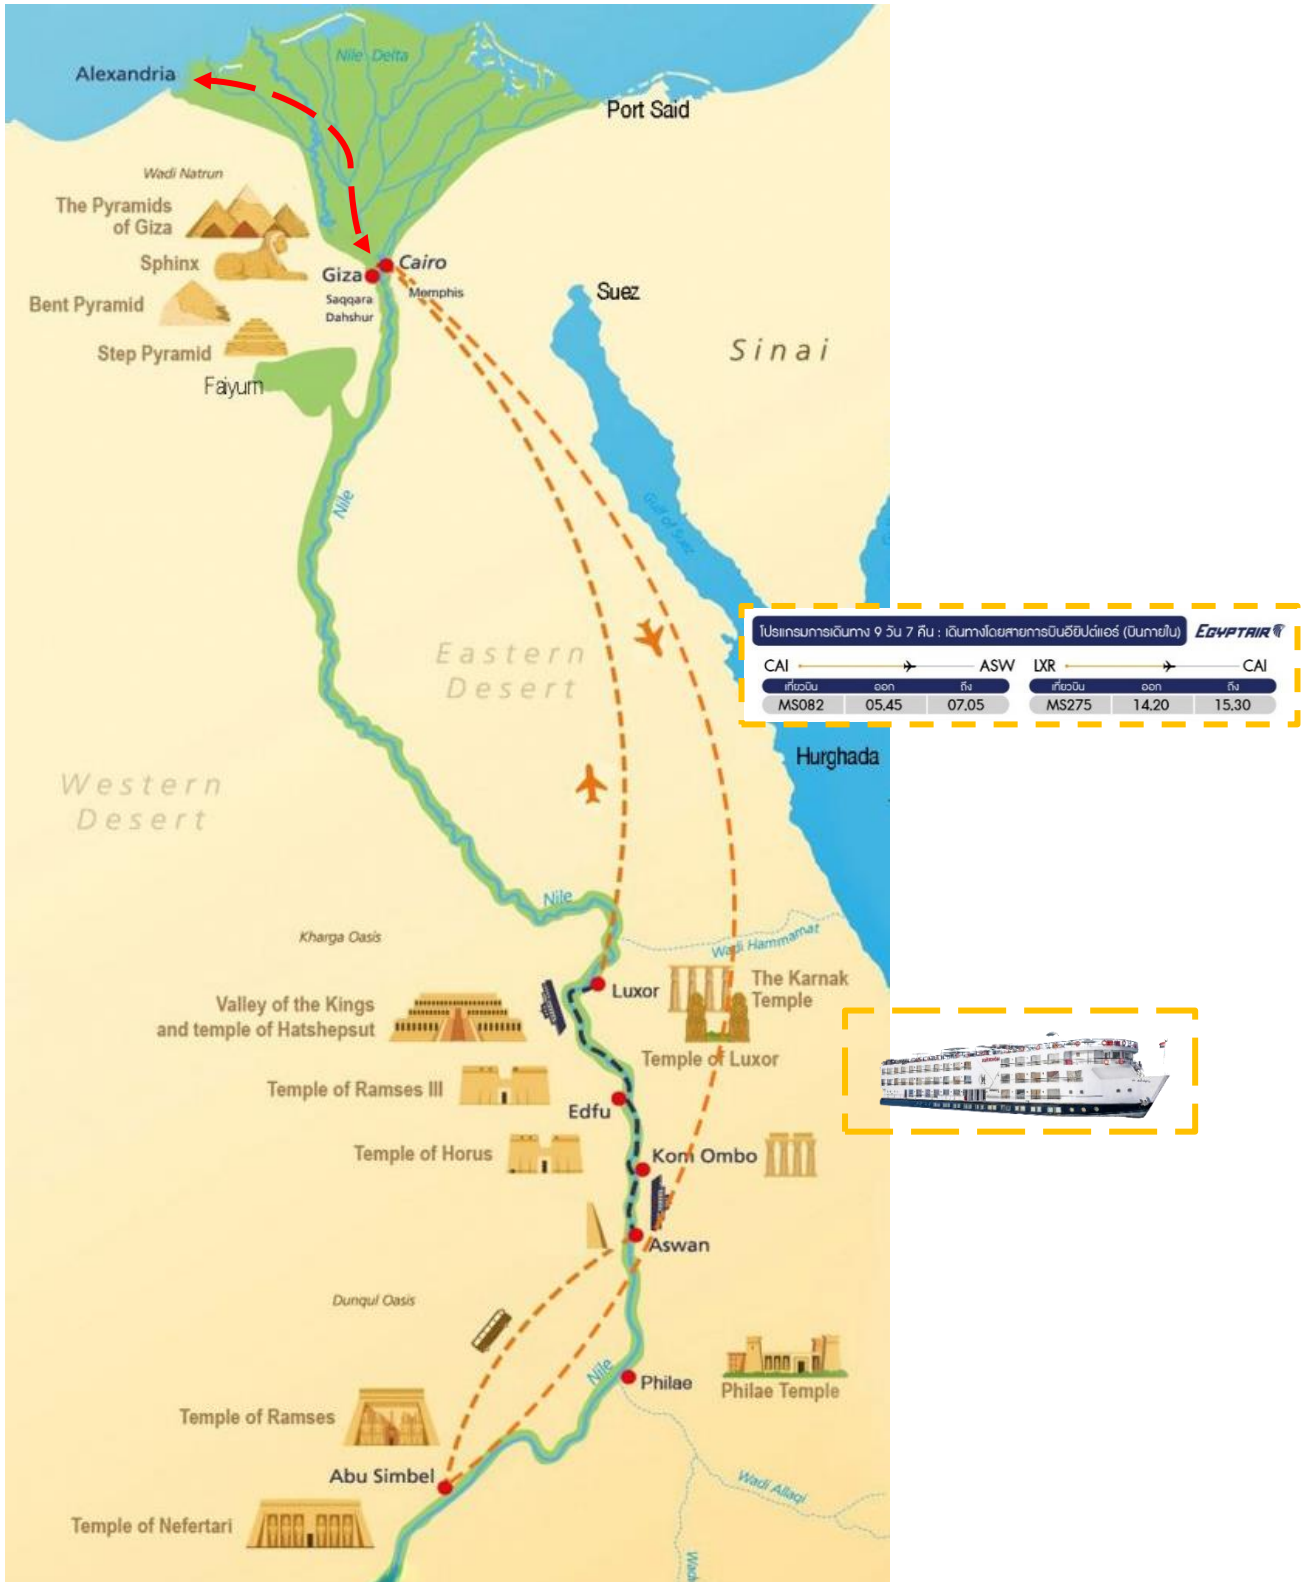 Nile Delta
Alexandria
Port Said
Wadi Natrun
The Pyramids
of Giza
Sphinx
Cairo
Giza
Memphis
Saqqara
Dahshur
Suez
Bent Pyramid
Step Pyramid
Sinai
Faiyum
Nile
Gulf of Suez
โปรแกรมการเดินทาง 9 วัน 7 คืน : เดินทางโดยสายการบินอียิปต์แอร์ (บินภายใน)
EGYPTAIR
CAI ASW LXR CAI
เที่ยวบิน ออก ถึง เที่ยวบิน ออก ถึง
MS082 05.45 07.05 MS275 14.20 15.30
Eastern
Desert
Hurghada
Western
Desert
Nile
Kharga Oasis
Wadi Hammamat
Valley of the Kings
and temple of Hatshepsut
Luxor
The Karnak
Temple
Temple of Luxor
Temple of Ramses III
Edfu
Temple of Horus
Kom Ombo
Aswan
Dunqul Oasis
Nile
Philae
Philae Temple
Temple of Ramses
Abu Simbel
Wadi Allaqi
Temple of Nefertari
Wadi